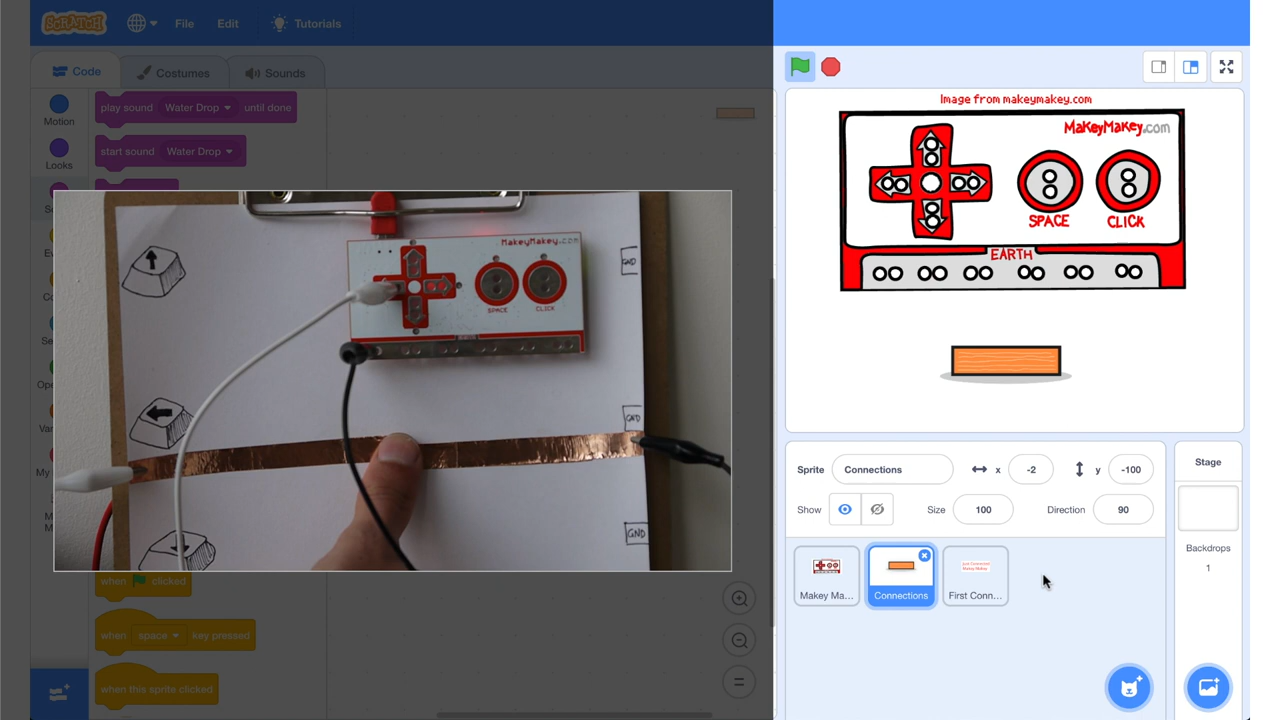 SCRATCH
File
Edit
Tutorials
Code
Costumes
Sounds
Motion
Looks
play sound Water Drop until done
start sound Water Drop
when clicked
when space key pressed
when this sprite clicked
MaKeyMaKey.com
SPACE
CLICK
GND
GND
GND
Image from makeymakey.com
MaKeyMaKey.com
SPACE
CLICK
EARTH
Sprite
Connections
x
-2
y
-100
Show
Size
100
Direction
90
Makey Ma...
Connections
First Conn...
Stage
Backdrops
1